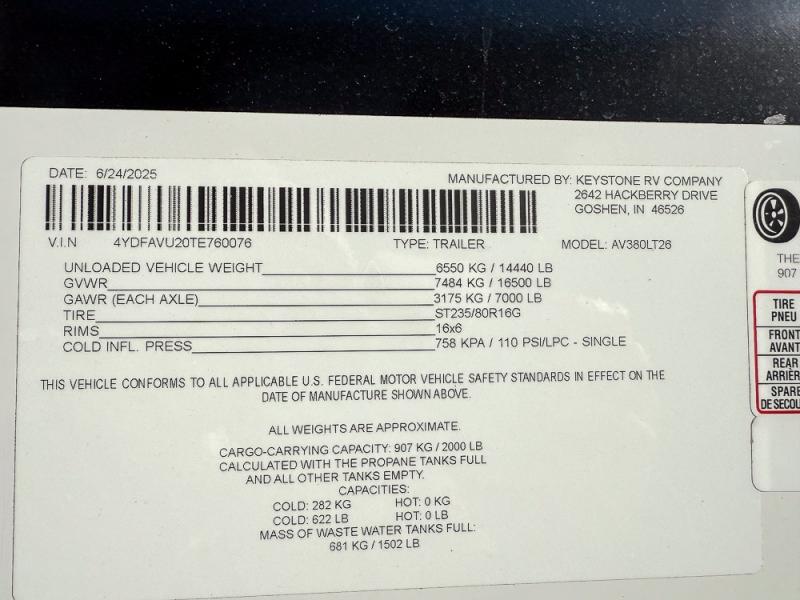 DATE: 6/24/2025
MANUFACTURED BY: KEYSTONE RV COMPANY
2642 HACKBERRY DRIVE
GOSHEN, IN 46526
V.I.N 4YDFAVU20TE760076 TYPE: TRAILER MODEL: AV380LT26
UNLOADED VEHICLE WEIGHT 6550 KG / 14440 LB
GVWR 7484 KG / 16500 LB
GAWR (EACH AXLE) 3175 KG / 7000 LB
TIRE ST235/80R16G
RIMS 16x6
COLD INFL. PRESS 758 KPA / 110 PSI/LPC - SINGLE
THIS VEHICLE CONFORMS TO ALL APPLICABLE U.S. FEDERAL MOTOR VEHICLE SAFETY STANDARDS IN EFFECT ON THE
DATE OF MANUFACTURE SHOWN ABOVE.
ALL WEIGHTS ARE APPROXIMATE.
CARGO-CARRYING CAPACITY: 907 KG / 2000 LB
CALCULATED WITH THE PROPANE TANKS FULL
AND ALL OTHER TANKS EMPTY.
CAPACITIES:
COLD: 282 KG HOT: 0 KG
COLD: 622 LB HOT: 0 LB
MASS OF WASTE WATER TANKS FULL:
681 KG / 1502 LB
THE
907
TIRE
PNEU
FRONT
AVANT
REAR
ARRIÈR
SPARE
DE SECOU